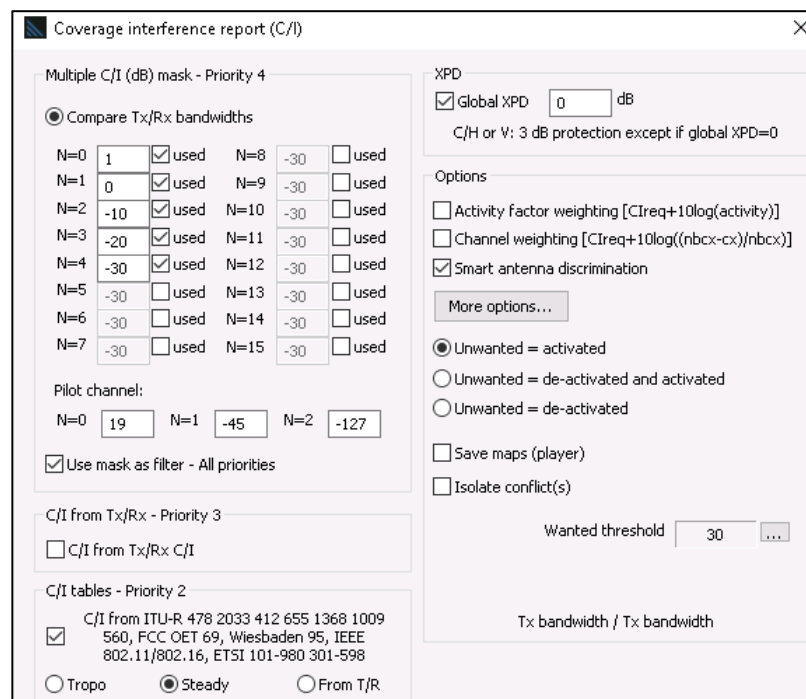 Coverage interference report (C/I)
Multiple C/I (dB) mask - Priority 4
Compare Tx/Rx bandwidths
N=0 1 used N=8 -30 used
N=1 0 used N=9 -30 used
N=2 -10 used N=10 -30 used
N=3 -20 used N=11 -30 used
N=4 -30 used N=12 -30 used
N=5 -30 used N=13 -30 used
N=6 -30 used N=14 -30 used
N=7 -30 used N=15 -30 used
Pilot channel:
N=0 19 N=1 -45 N=2 -127
Use mask as filter - All priorities
C/I from Tx/Rx - Priority 3
C/I from Tx/Rx C/I
C/I tables - Priority 2
C/I from ITU-R 478 2033 412 655 1368 1009
560, FCC OET 69, Wiesbaden 95, IEEE
802.11/802.16, ETSI 101-980 301-598
Tropo Steady From T/R
XPD
Global XPD 0 dB
C/H or V: 3 dB protection except if global XPD=0
Options
Activity factor weighting [CIreq+10log(activity)]
Channel weighting [CIreq+10log((nbcx-cx)/nbcx)]
Smart antenna discrimination
More options...
Unwanted = activated
Unwanted = de-activated and activated
Unwanted = de-activated
Save maps (player)
Isolate conflict(s)
Wanted threshold 30 ...
Tx bandwidth / Tx bandwidth